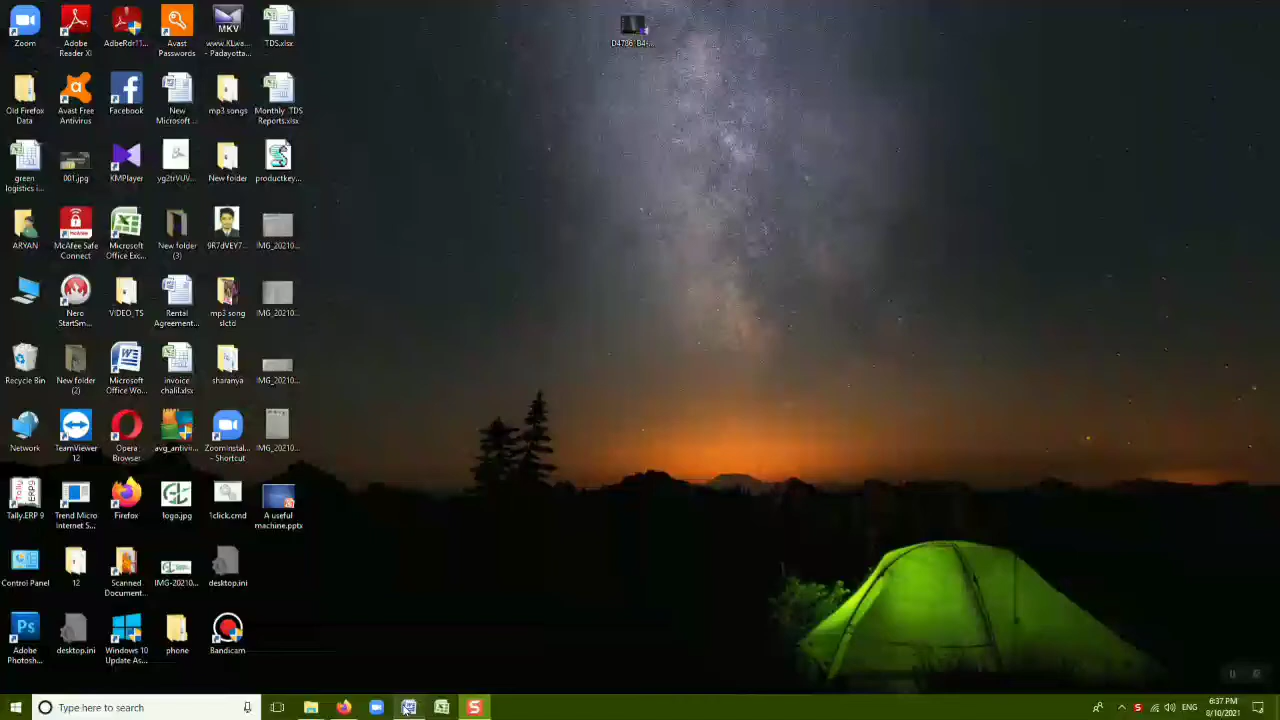 Zoom
Adobe
Reader XI
AdbeRdr11...
Avast
Passwords
MKV
www.KLwa...
- Padayotta...
TDS.xlsx
D4786-B4-...
Old Firefox
Data
Avast Free
Antivirus
Facebook
New
Microsoft ...
mp3 songs
Monthly_TDS
Reports.xlsx
green
logistics i...
001.jpg
KMPlayer
yg2trVUV...
New folder
productkey...
ARYAN
McAfee Safe
Connect
Microsoft
Office Exc...
New folder
(3)
9R7dVEY7...
IMG_20210...
Nero
StartSm...
VIDEO_TS
Rental
Agreement...
mp3 song
slctd
IMG_20210...
Recycle Bin
New folder
(2)
Microsoft
Office Wo...
invoice
chalil.xlsx
sharanya
IMG_20210...
Network
TeamViewer
12
Opera
Browser
avg_antivir...
ZoomInstal...
- Shortcut
IMG_20210...
Tally.ERP 9
Trend Micro
Internet S...
Firefox
logo.jpg
1click.cmd
A useful
machine.pptx
Control Panel
12
Scanned
Document...
IMG-20210...
desktop.ini
Ps
Adobe
Photosh...
desktop.ini
Windows 10
Update As...
phone
Bandicam
Type here to search
S
S
ENG
6:37 PM
8/10/2021